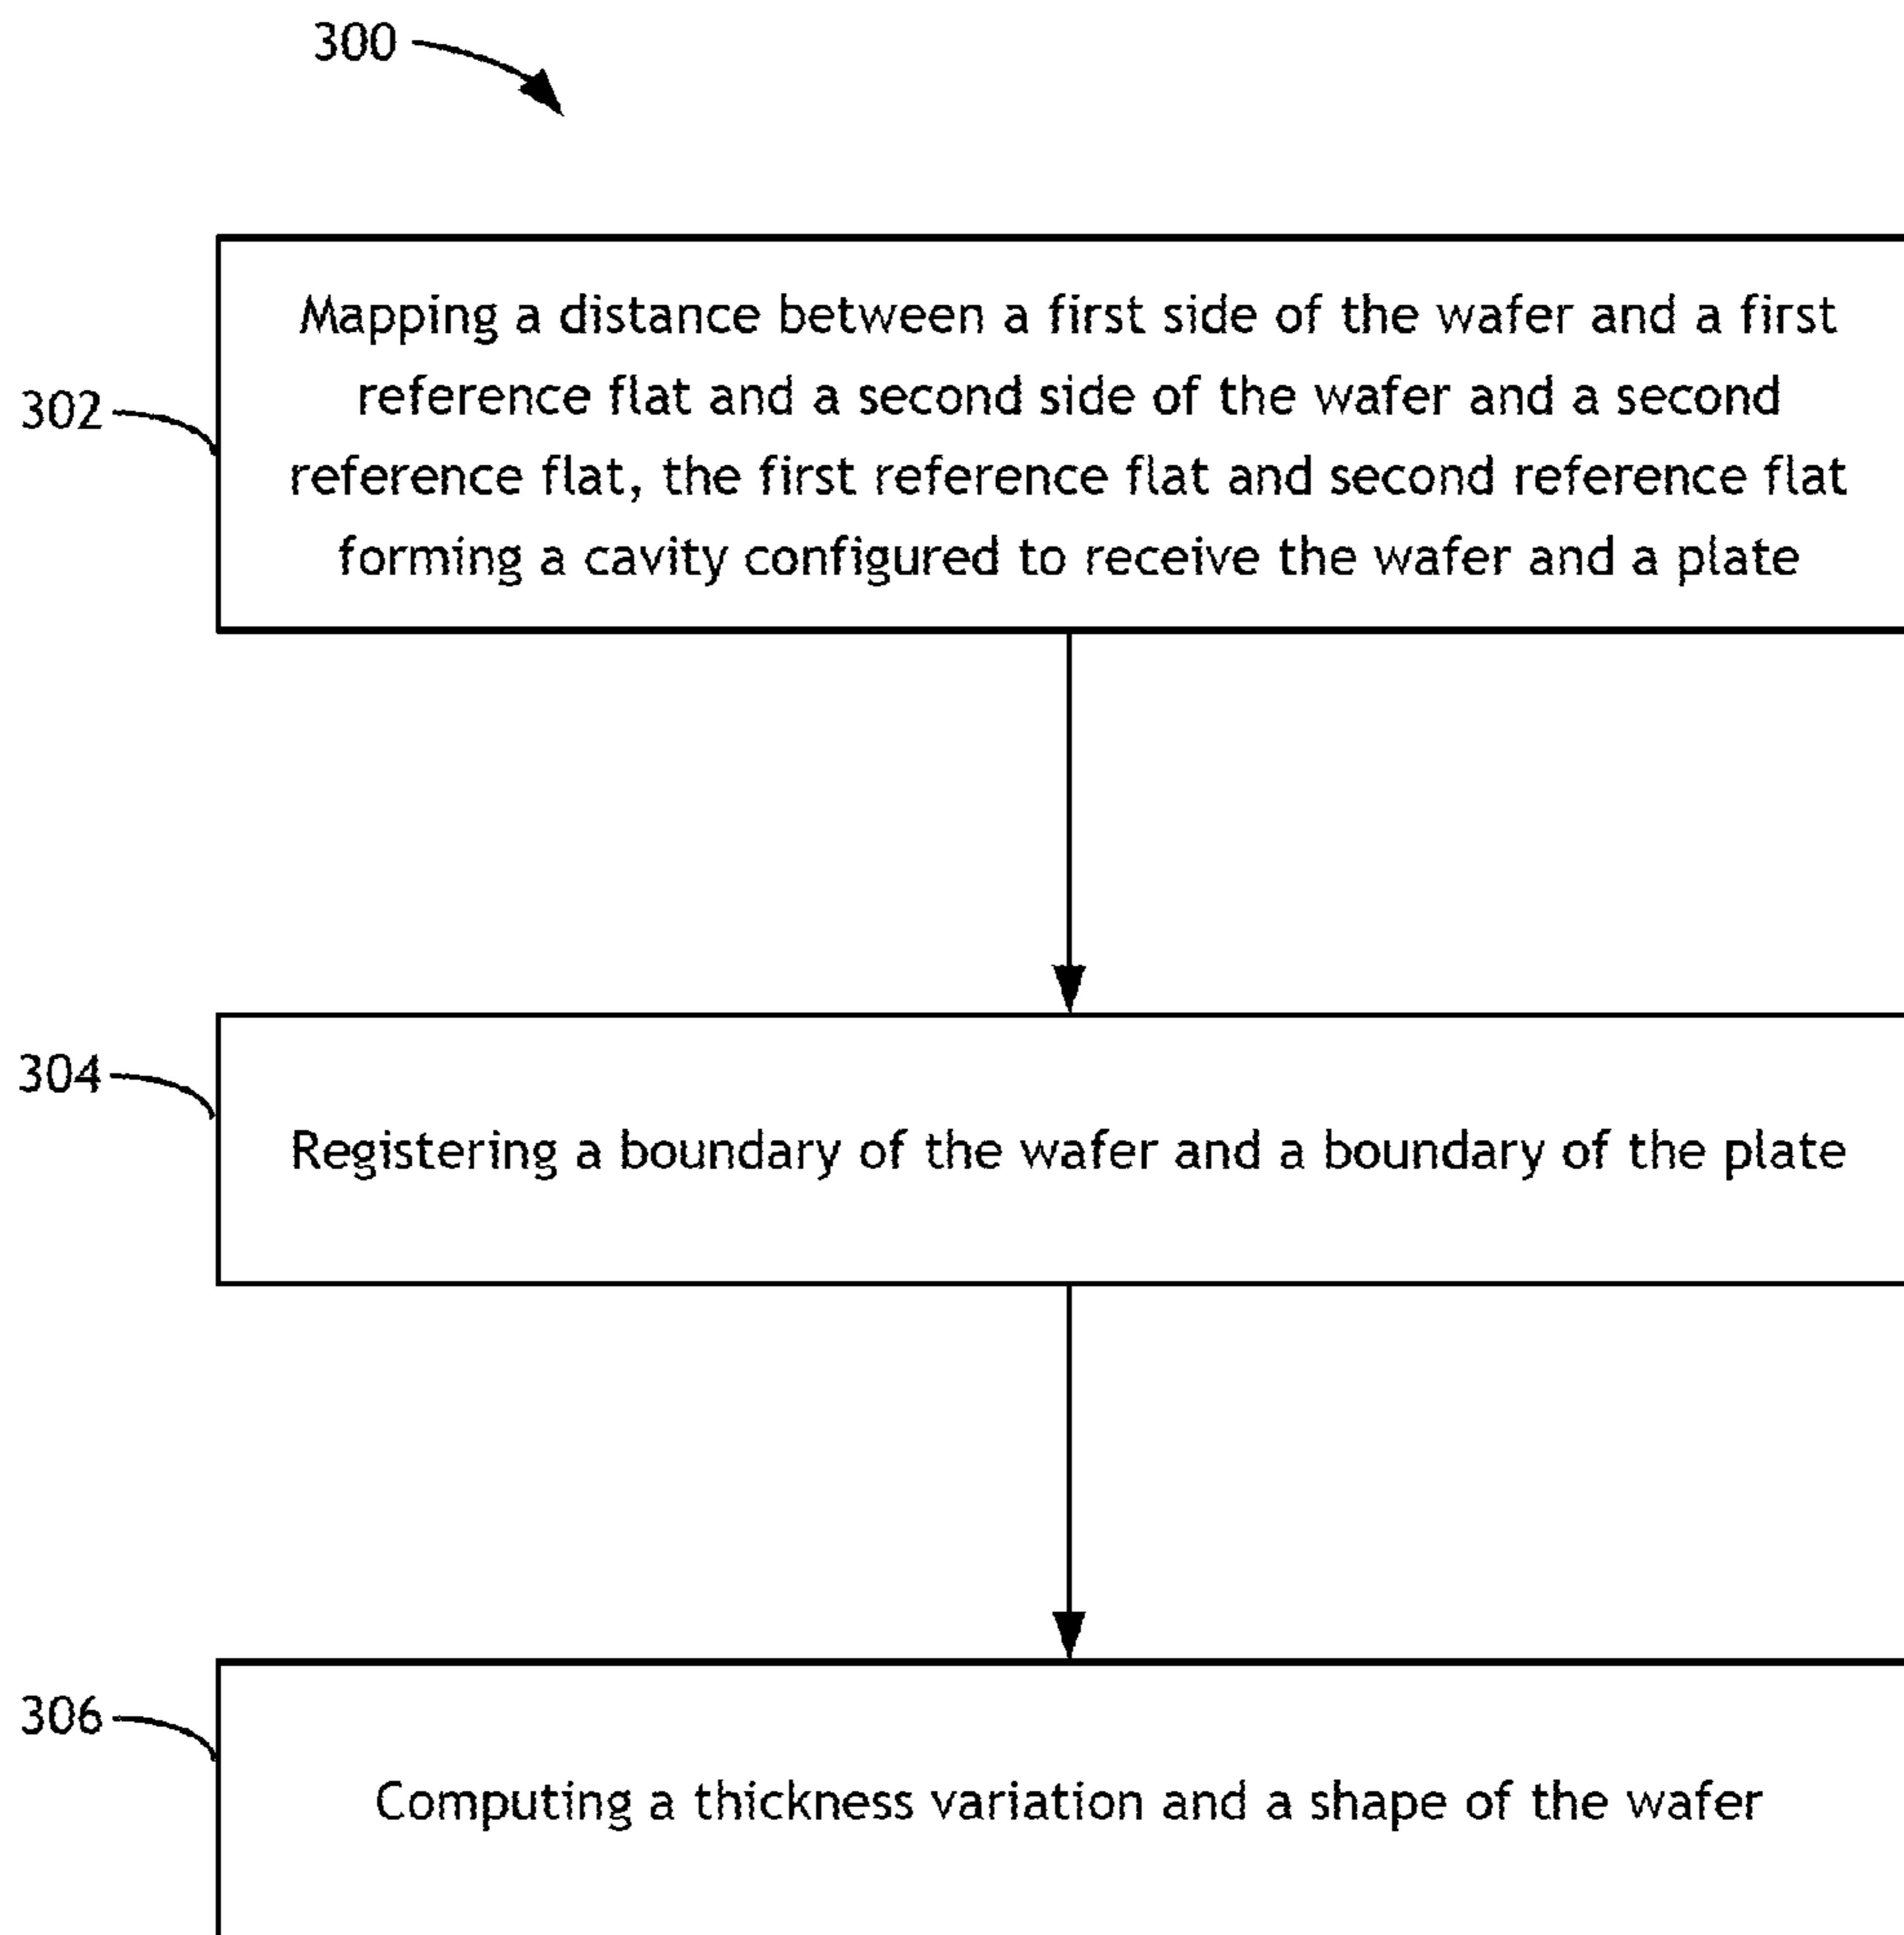 300
302
Mapping a distance between a first side of the wafer and a first
reference flat and a second side of the wafer and a second
reference flat, the first reference flat and second reference flat
forming a cavity configured to receive the wafer and a plate
304
Registering a boundary of the wafer and a boundary of the plate
306
Computing a thickness variation and a shape of the wafer